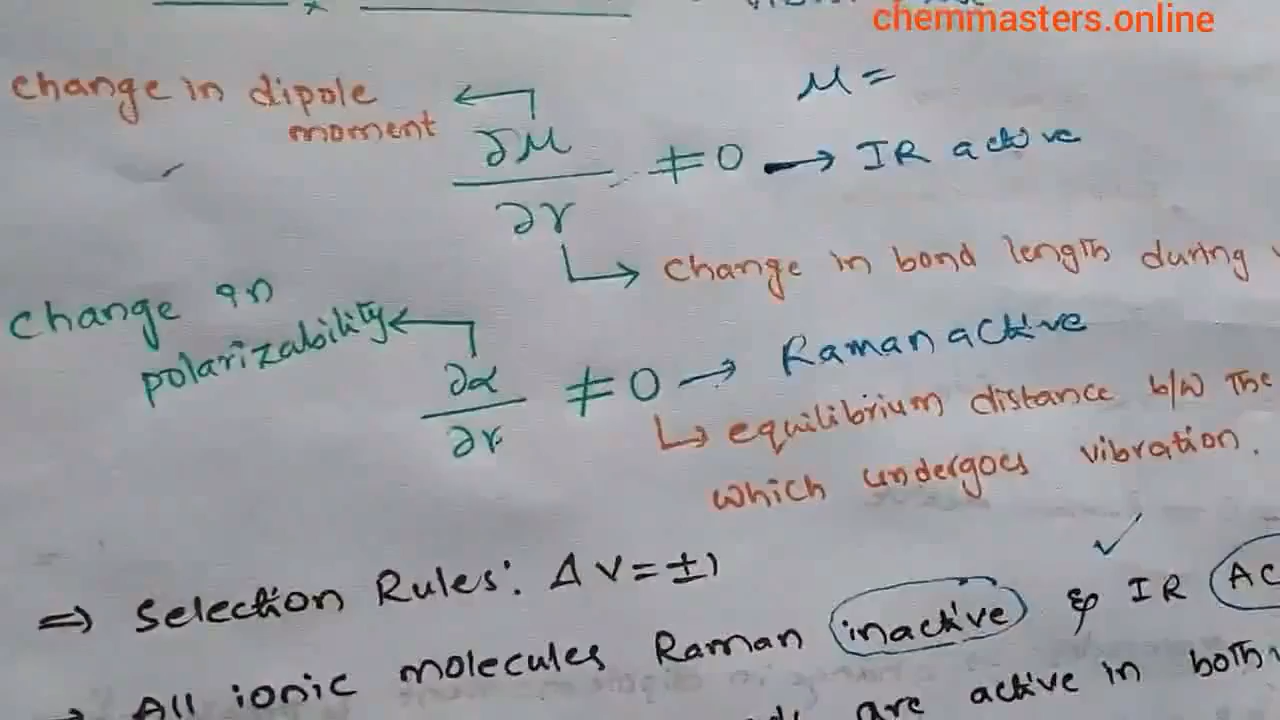 chemmasters.online
change in dipole
moment
μ =
∂μ
∂r
≠ 0 → IR active
change in bond length during
change in
polarizability
∂α
∂r
≠ 0 → Raman active
equilibrium distance b/w the
which undergoes vibration.
⇒ Selection Rules: Δv = ±1
→ All ionic molecules Raman inactive & IR AC
are active in both